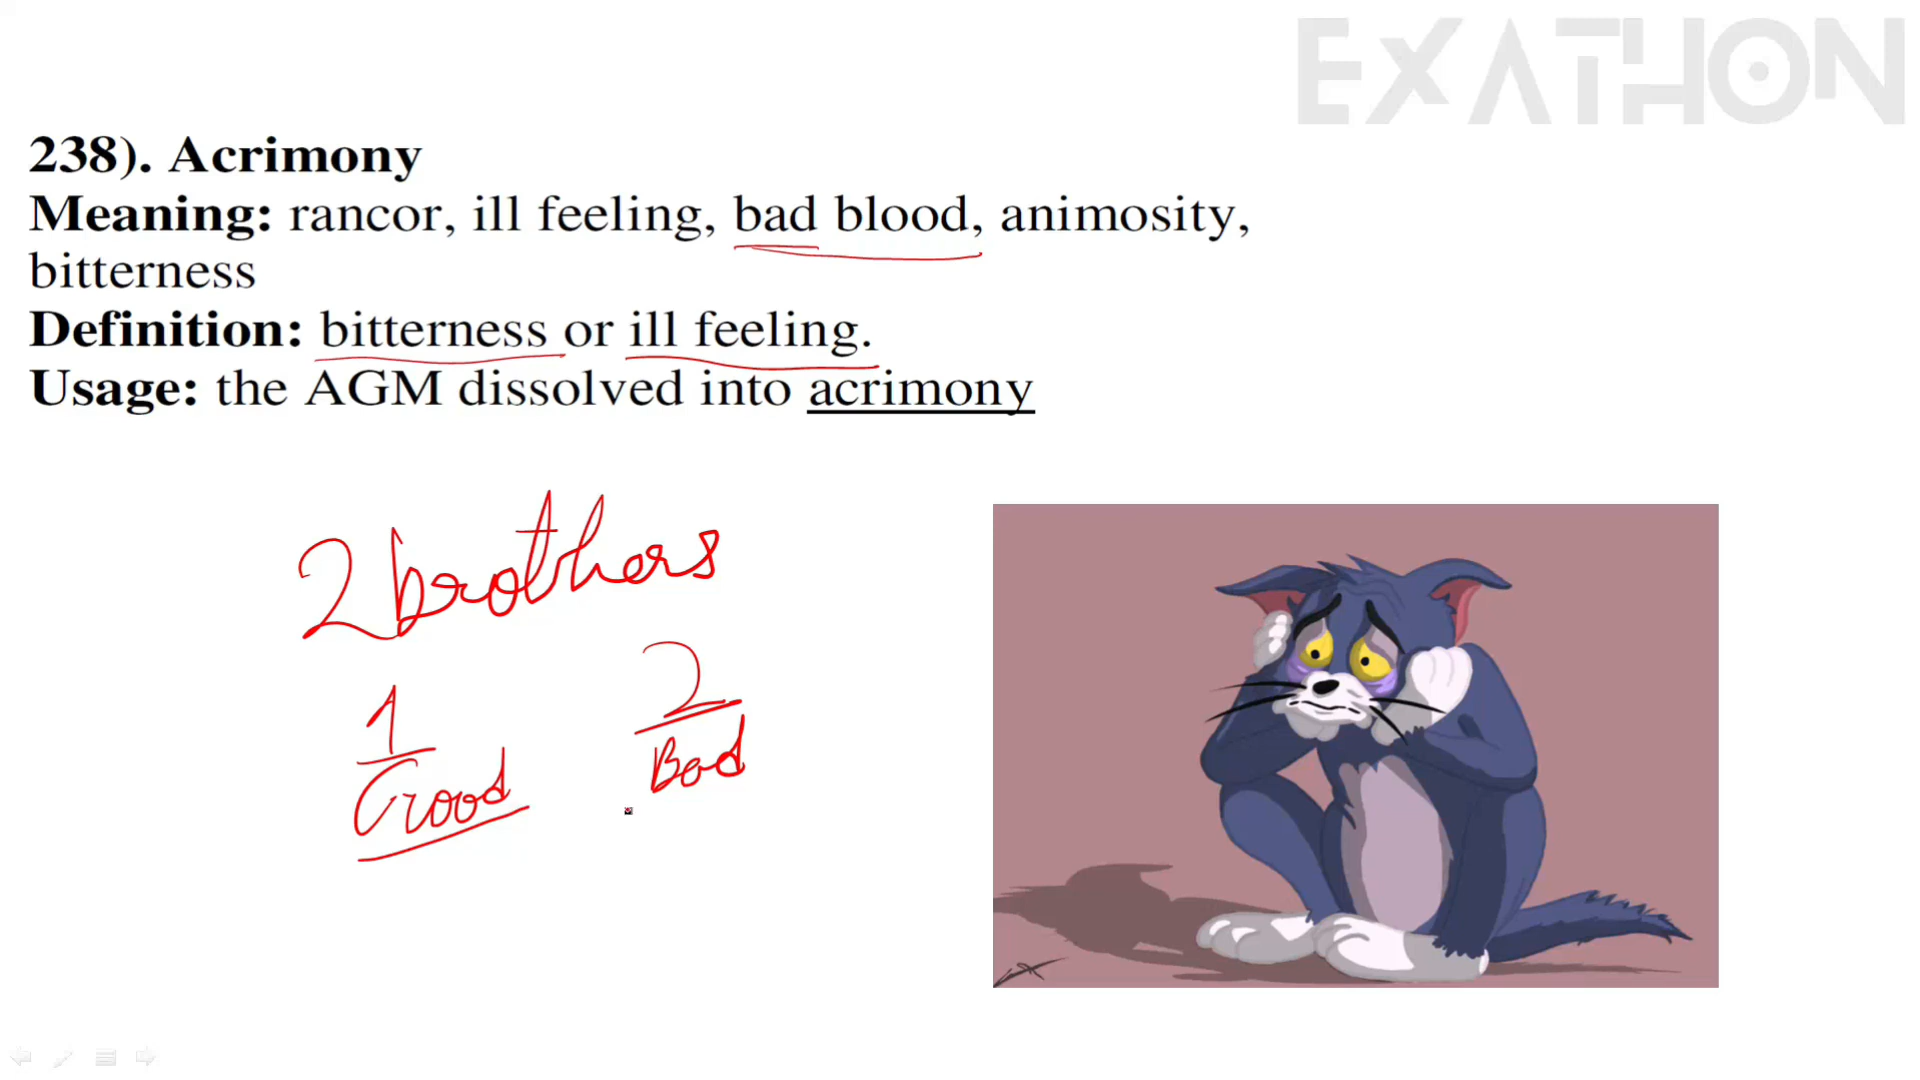 EXATHON
238). Acrimony
Meaning: rancor, ill feeling, bad blood, animosity,
bitterness
Definition: bitterness or ill feeling.
Usage: the AGM dissolved into acrimony
2 brothers
1 2
Good Bad